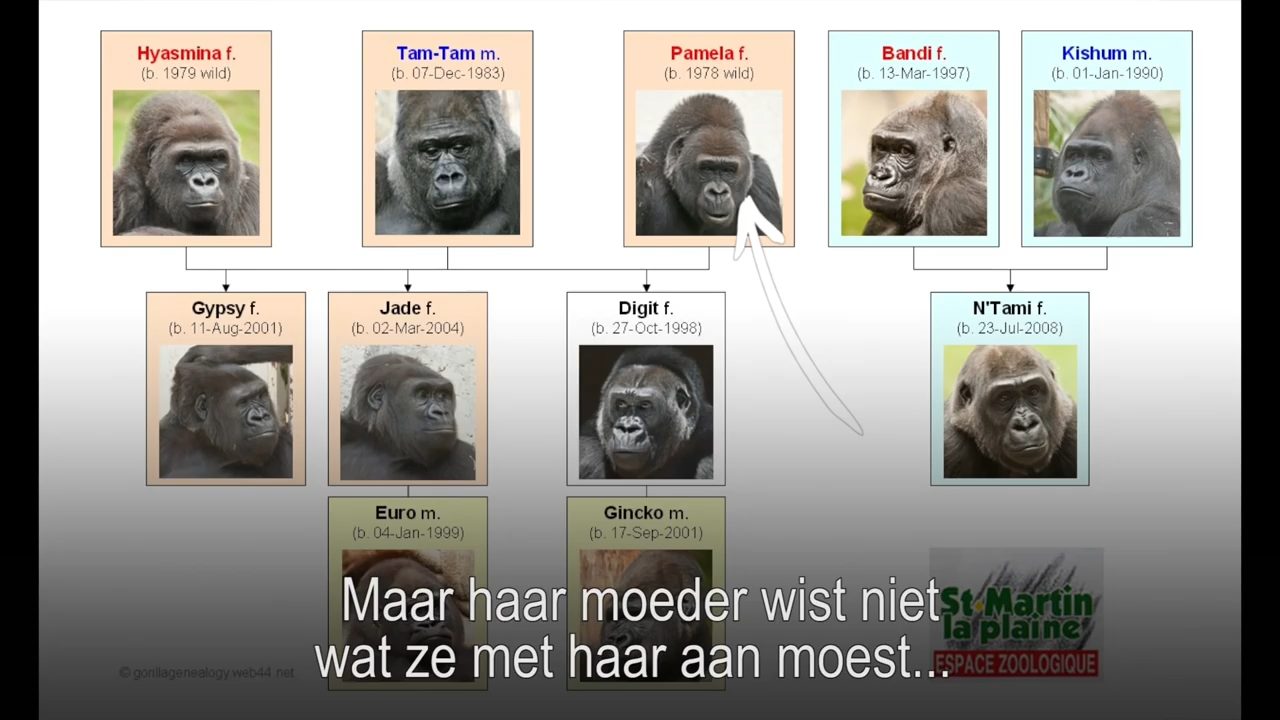 Hyasmina f.
(b. 1979 wild)
Tam-Tam m.
(b. 07-Dec-1983)
Pamela f.
(b. 1978 wild)
Bandi f.
(b. 13-Mar-1997)
Kishum m.
(b. 01-Jan-1990)
Gypsy f.
(b. 11-Aug-2001)
Jade f.
(b. 02-Mar-2004)
Digit f.
(b. 27-Oct-1998)
N'Tami f.
(b. 23-Jul-2008)
Euro m.
(b. 04-Jan-1999)
Gincko m.
(b. 17-Sep-2001)
Maar haar moeder wist niet
wat ze met haar aan moest...
St-Martin
la plaine
ESPACE ZOOLOGIQUE
© gorillagenealogy.web44.net